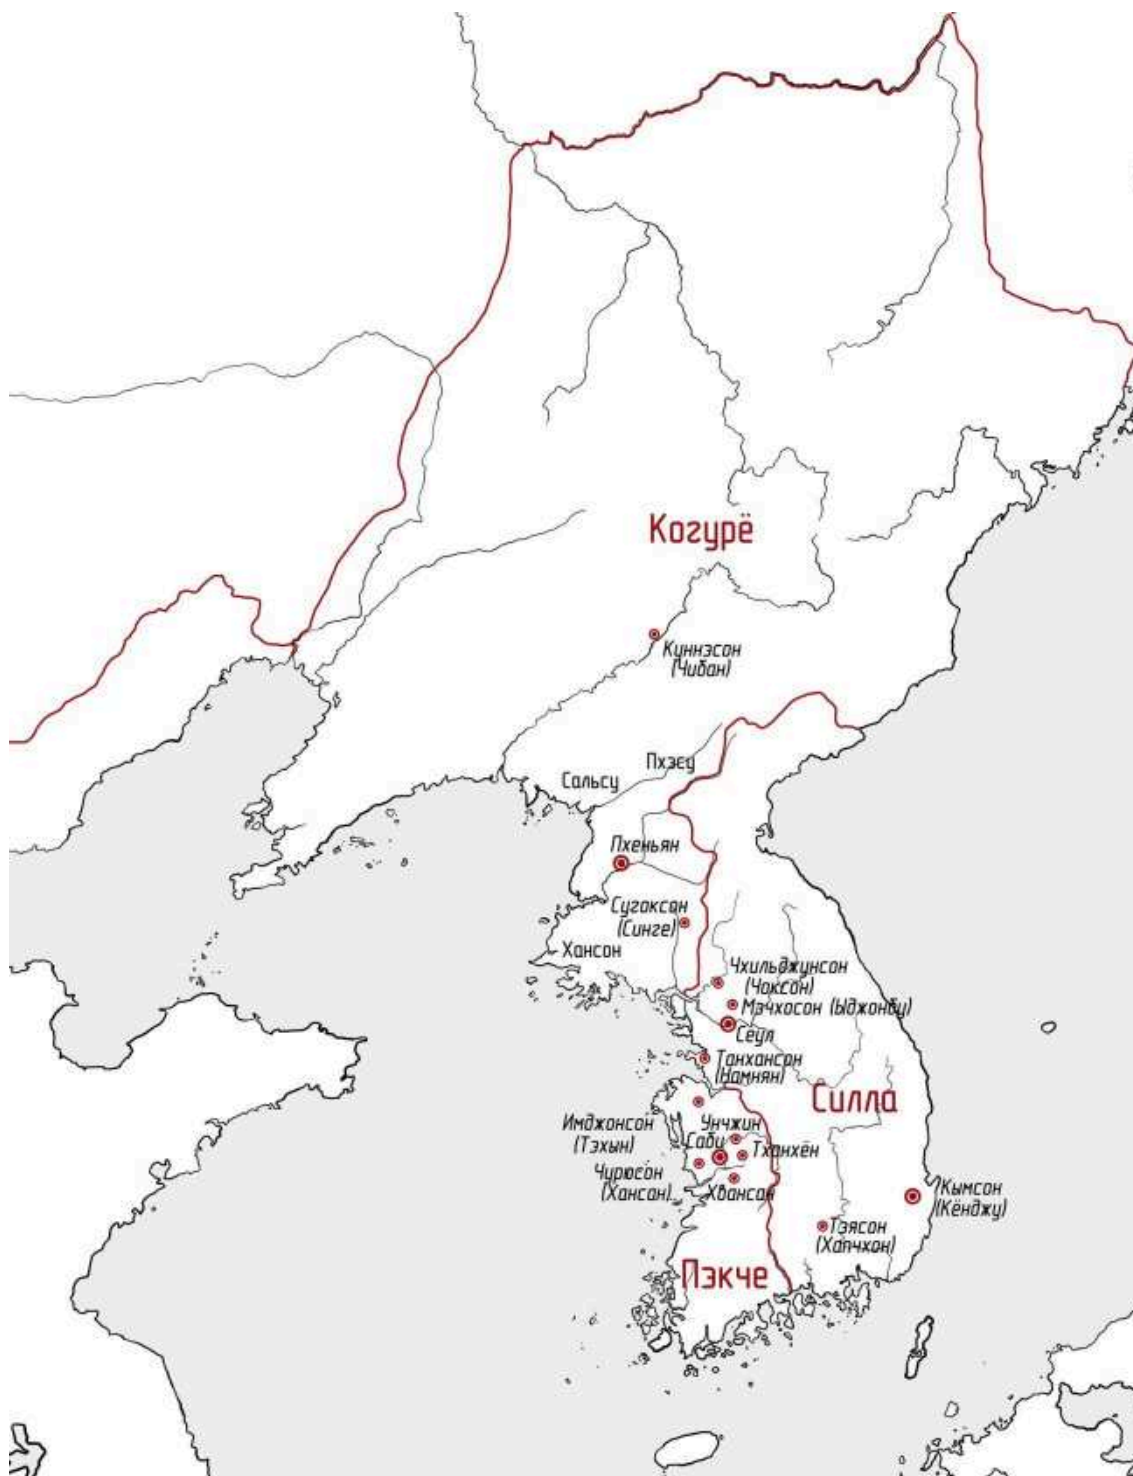 Когурё
Куннэсон
(Чибан)
Пхэсу
Сальсу
Пхеньян
Сугоксон
(Синге)
Хансон
Чхильджунсон
(Чоксон)
Мэчхосон (Ыджонбу)
Сеул
Танхансон
(Намнян)
Силла
Имджонсон
(Тэхын)
Унчжин
Саби
Тханхён
Чурюсон
(Хансан)
Хвансан
Кымсон
(Кёнджу)
Тэясон
(Хапчхон)
Пэкче